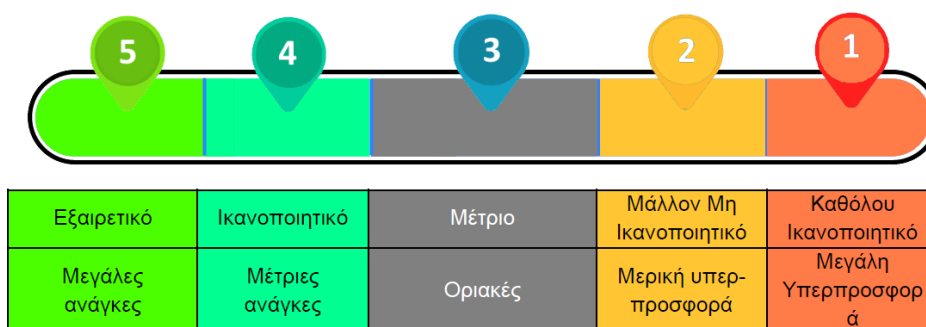 5 4 3 2 1
Εξαιρετικό Ικανοποιητικό Μέτριο Μάλλον Μη Ικανοποιητικό Καθόλου Ικανοποιητικό
Μεγάλες ανάγκες Μέτριες ανάγκες Οριακές Μερική υπερ-προσφορά Μεγάλη Υπερπροσφορά